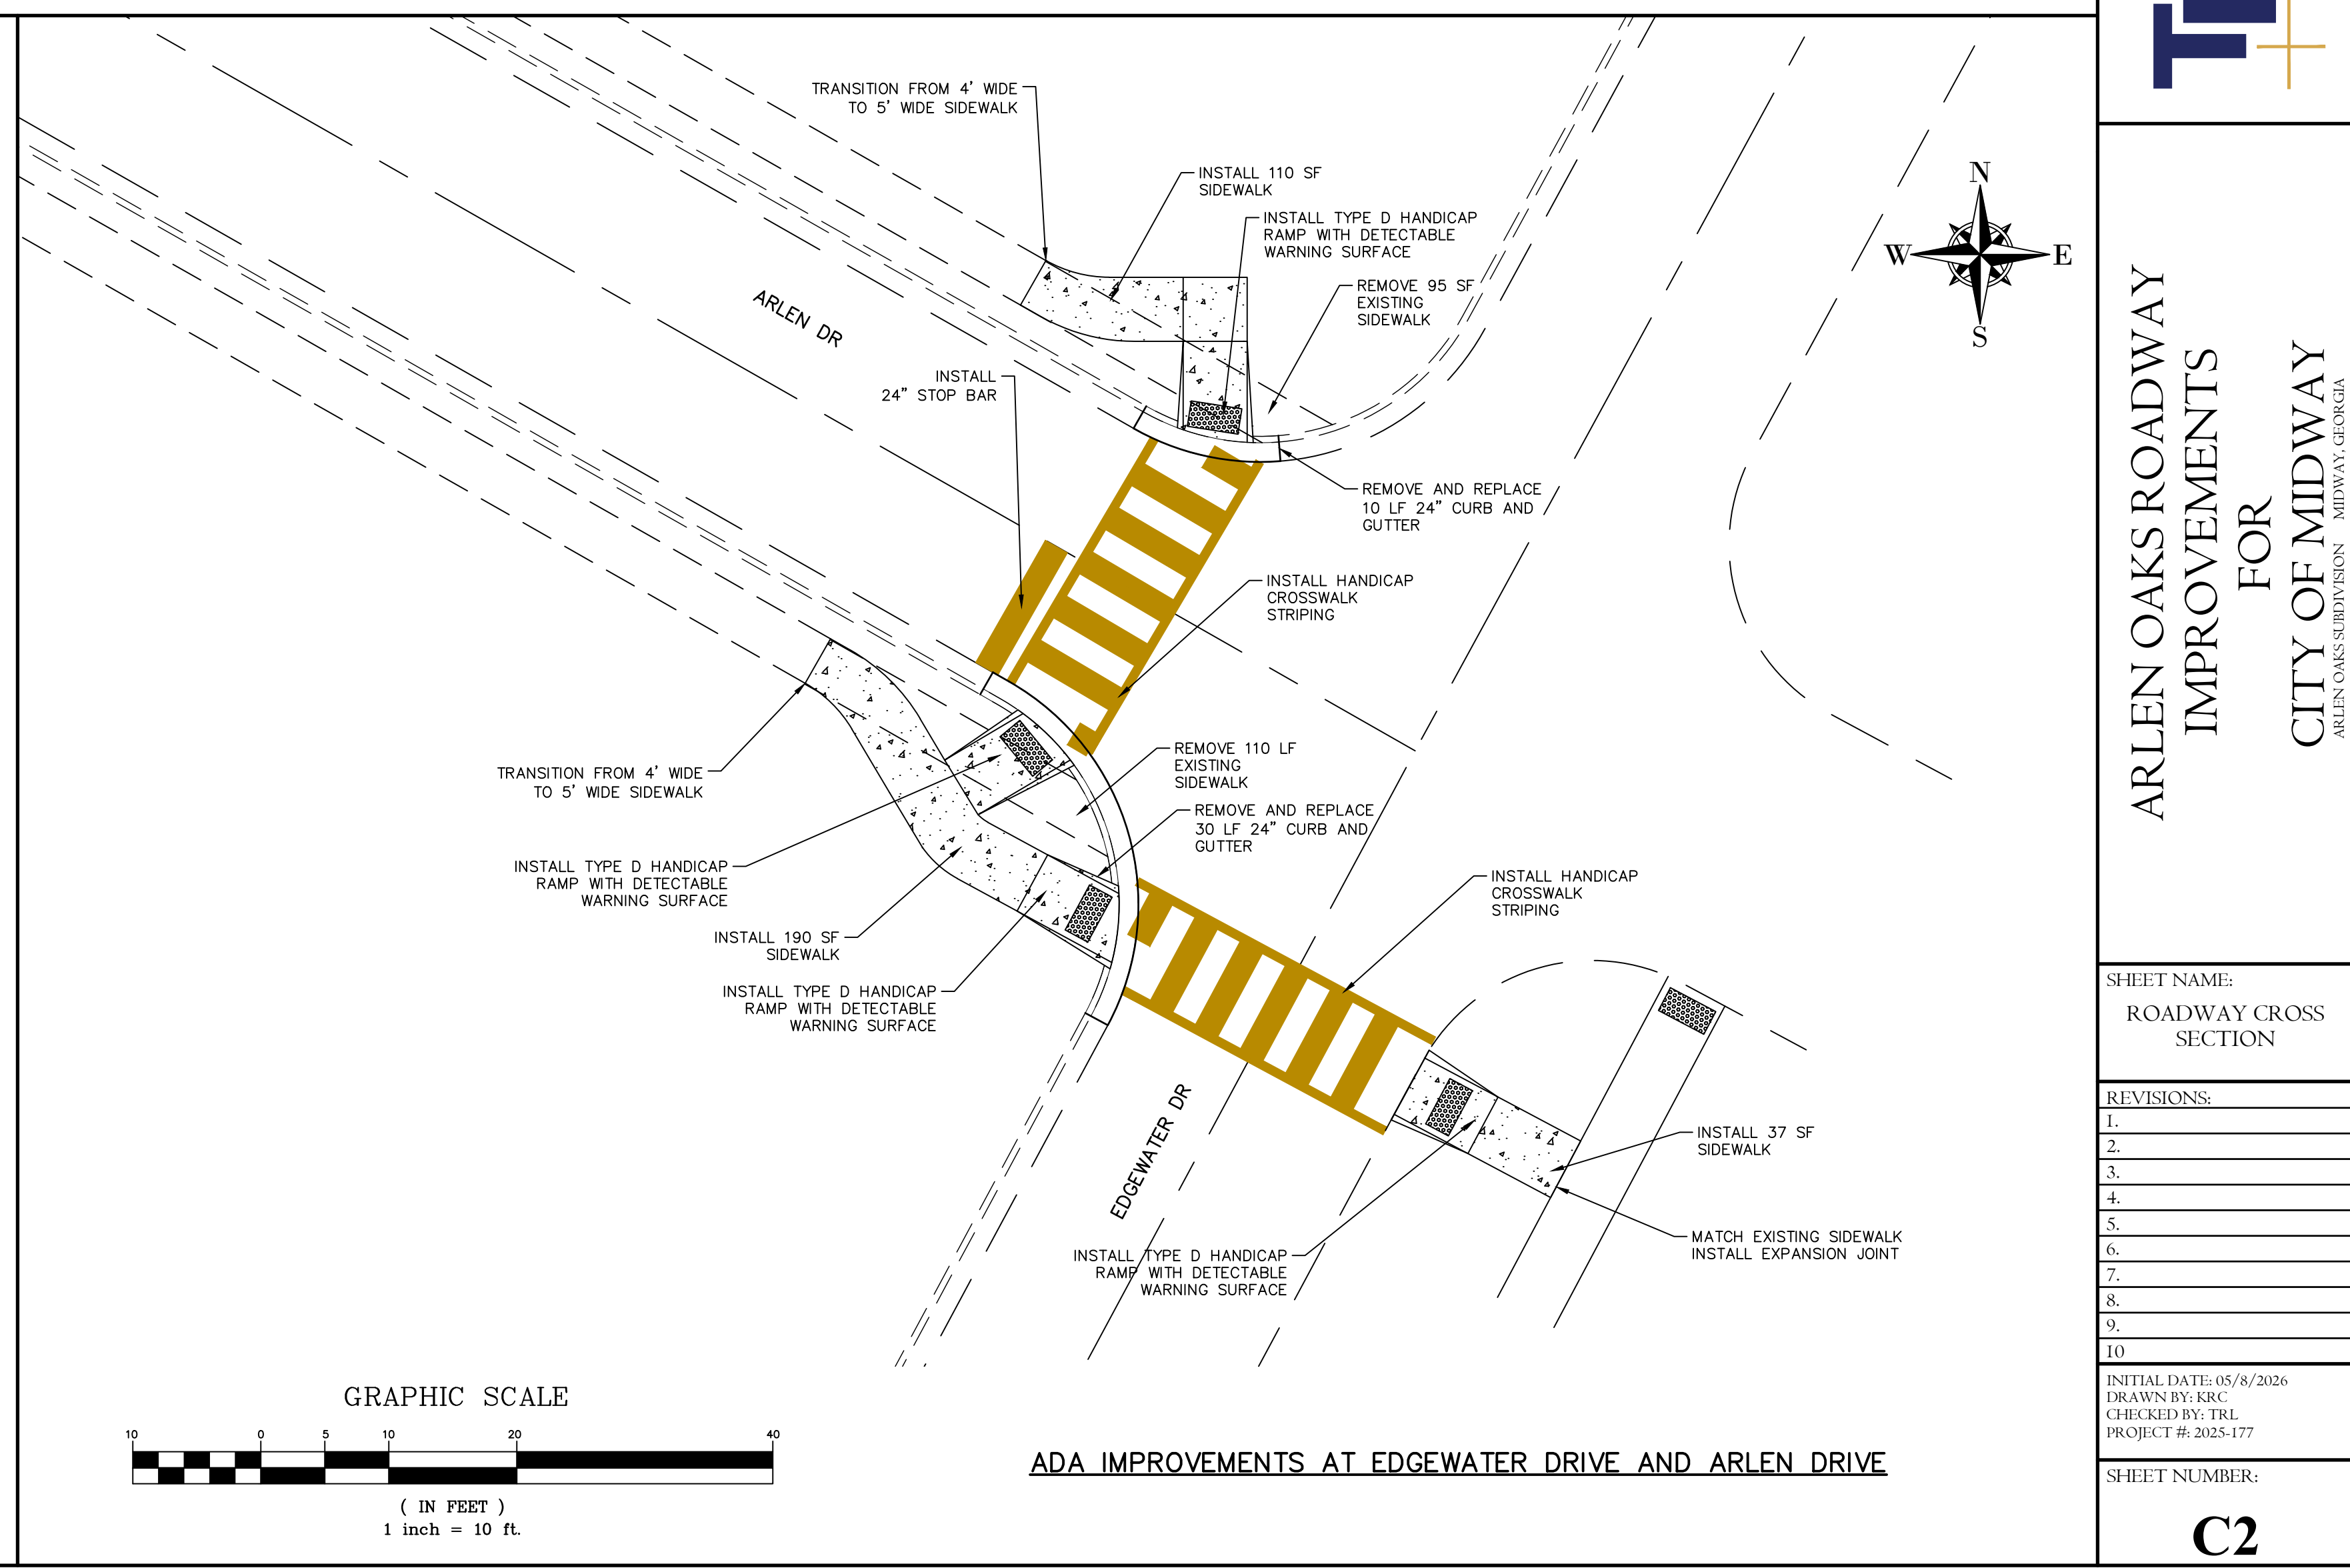 TRANSITION FROM 4' WIDE
TO 5' WIDE SIDEWALK
INSTALL 110 SF
SIDEWALK
INSTALL TYPE D HANDICAP
RAMP WITH DETECTABLE
WARNING SURFACE
REMOVE 95 SF
EXISTING
SIDEWALK
ARLEN DR
INSTALL
24" STOP BAR
REMOVE AND REPLACE
10 LF 24" CURB AND
GUTTER
INSTALL HANDICAP
CROSSWALK
STRIPING
TRANSITION FROM 4' WIDE
TO 5' WIDE SIDEWALK
REMOVE 110 LF
EXISTING
SIDEWALK
REMOVE AND REPLACE
30 LF 24" CURB AND
GUTTER
INSTALL TYPE D HANDICAP
RAMP WITH DETECTABLE
WARNING SURFACE
INSTALL HANDICAP
CROSSWALK
STRIPING
INSTALL 190 SF
SIDEWALK
INSTALL TYPE D HANDICAP
RAMP WITH DETECTABLE
WARNING SURFACE
EDGEWATER DR
INSTALL 37 SF
SIDEWALK
MATCH EXISTING SIDEWALK
INSTALL EXPANSION JOINT
INSTALL TYPE D HANDICAP
RAMP WITH DETECTABLE
WARNING SURFACE
N
W E
S
GRAPHIC SCALE
10 0 5 10 20 40
( IN FEET )
1 inch = 10 ft.
ADA IMPROVEMENTS AT EDGEWATER DRIVE AND ARLEN DRIVE
ARLEN OAKS ROADWAY
IMPROVEMENTS
FOR
CITY OF MIDWAY
ARLEN OAKS SUBDIVISION MIDWAY, GEORGIA
SHEET NAME:
ROADWAY CROSS
SECTION
REVISIONS:
1.
2.
3.
4.
5.
6.
7.
8.
9.
10
INITIAL DATE: 05/8/2026
DRAWN BY: KRC
CHECKED BY: TRL
PROJECT #: 2025-177
SHEET NUMBER:
C2